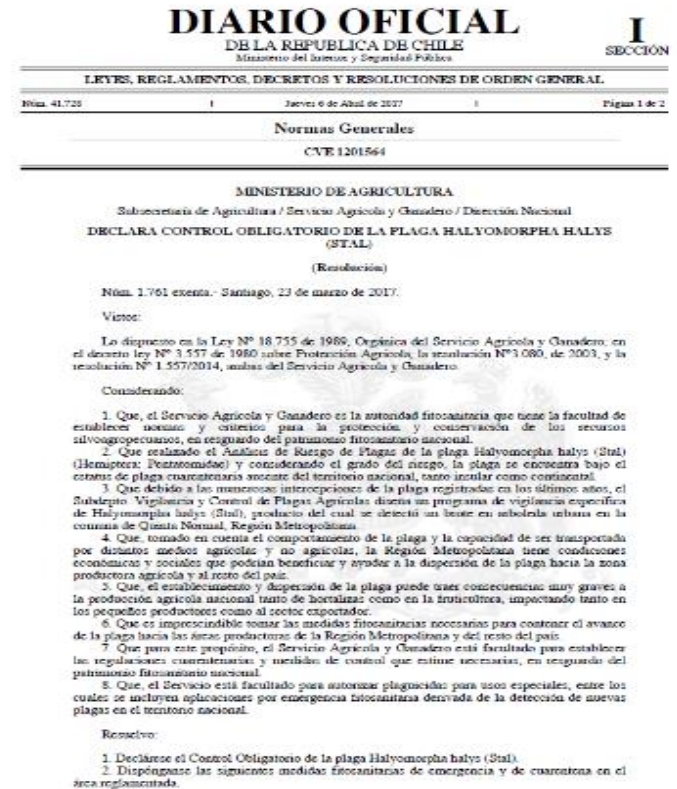 DIARIO OFICIAL
DE LA REPUBLICA DE CHILE
Ministerio del Interior y Seguridad Pública
I
SECCIÓN
LEYES, REGLAMENTOS, DECRETOS Y RESOLUCIONES DE ORDEN GENERAL
Núm. 41.726 | Jueves 6 de Abril de 2017 | Página 1 de 2
Normas Generales
CVE 1201564
MINISTERIO DE AGRICULTURA
Subsecretaría de Agricultura / Servicio Agrícola y Ganadero / Dirección Nacional
DECLARA CONTROL OBLIGATORIO DE LA PLAGA HALYOMORPHA HALYS
(STAL)
(Resolución)
Núm. 1.761 exenta.- Santiago, 23 de marzo de 2017.
Vistos:
Lo dispuesto en la Ley Nº 18.755 de 1989, Orgánica del Servicio Agrícola y Ganadero, en
el decreto ley Nº 3.557 de 1980 sobre Protección Agrícola, la resolución Nº 3.080, de 2003, y la
resolución Nº 1.557/2014, ambas del Servicio Agrícola y Ganadero.
Considerando:
1. Que, el Servicio Agrícola y Ganadero es la autoridad fitosanitaria que tiene la facultad de
establecer normas y criterios para la protección y conservación de los recursos
silvoagropecuarios, en resguardo del patrimonio fitosanitario nacional.
2. Que realizado el Análisis de Riesgo de Plagas de la plaga Halyomorpha halys (Stal)
(Hemiptera: Pentatomidae) y considerando el grado del riesgo, la plaga se encuentra bajo el
estatus de plaga cuarentenaria ausente del territorio nacional, tanto insular como continental.
3. Que debido a las numerosas intercepciones de la plaga registradas en los últimos años, el
Subdepto. Vigilancia y Control de Plagas Agrícolas diseña un programa de vigilancia específica
de Halyomorpha halys (Stal), producto del cual se detectó un brote en arboleda urbana en la
comuna de Quinta Normal, Región Metropolitana.
4. Que, tomado en cuenta el comportamiento de la plaga y la capacidad de ser transportada
por distintos medios agrícolas y no agrícolas, la Región Metropolitana tiene condiciones
económicas y sociales que podrían beneficiar y ayudar a la dispersión de la plaga hacia la zona
productora agrícola y al resto del país.
5. Que, el establecimiento y dispersión de la plaga puede traer consecuencias muy graves a
la producción agrícola nacional tanto de hortalizas como en la fruticultura, impactando tanto en
los pequeños productores como al sector exportador.
6. Que es imprescindible tomar las medidas fitosanitarias necesarias para contener el avance
de la plaga hacia las áreas productoras de la Región Metropolitana y del resto del país.
7. Que para este propósito, el Servicio Agrícola y Ganadero está facultado para establecer
las regulaciones cuarentenarias y medidas de control que estime necesarias, en resguardo del
patrimonio fitosanitario nacional.
8. Que, el Servicio está facultado para autorizar plaguicidas para usos especiales, entre los
cuales se incluyen aplicaciones por emergencia fitosanitaria derivada de la detección de nuevas
plagas en el territorio nacional.
Resuelvo:
1. Declárese el Control Obligatorio de la plaga Halyomorpha halys (Stal).
2. Dispónganse las siguientes medidas fitosanitarias de emergencia y de cuarentena en el
área reglamentada.